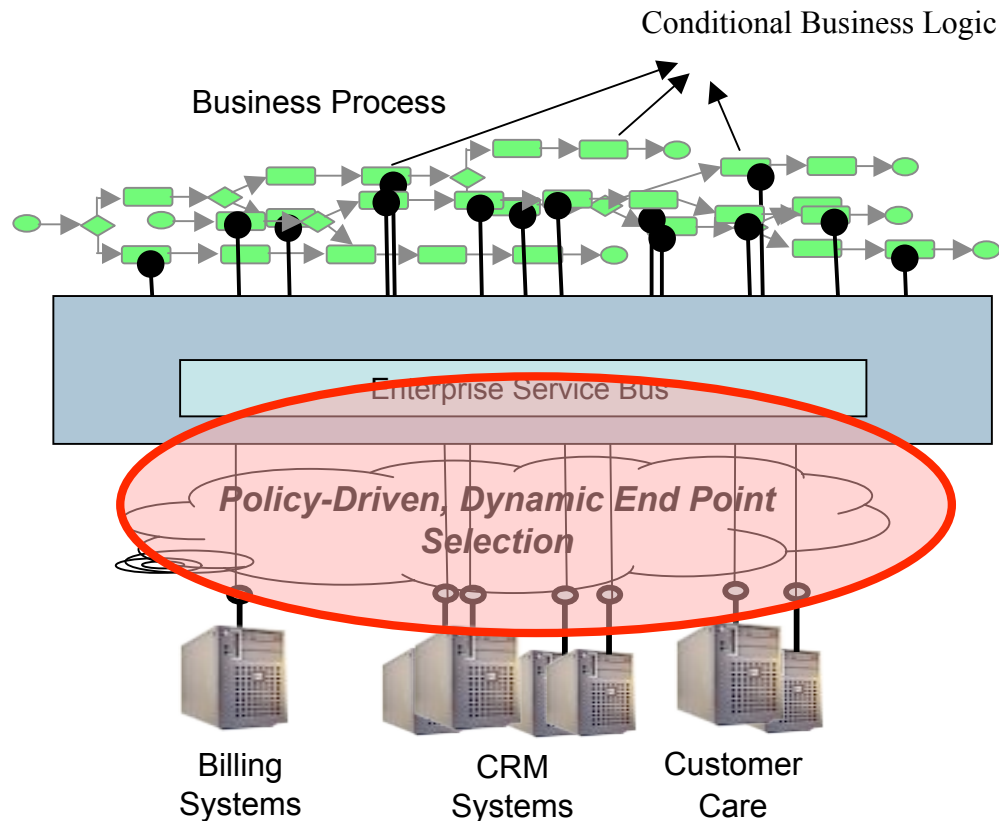 Conditional Business Logic
Business Process
Enterprise Service Bus
Policy-Driven, Dynamic End Point
Selection
Billing
Systems
CRM
Systems
Customer
Care